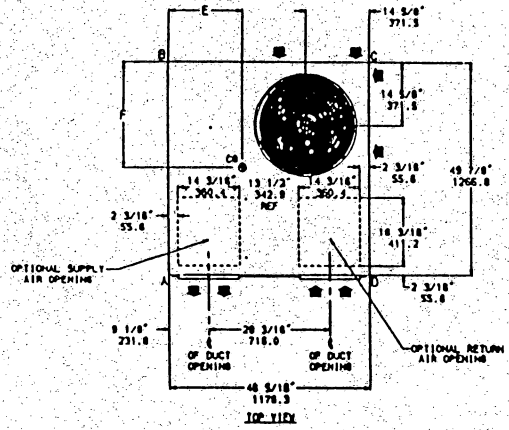 E
14 5/8"
371.5
B
C
14 5/8"
371.5
F
CG
49 7/8"
1266.8
14 3/16"
360.4
13 1/2"
342.9
REF
14 3/16"
360.4
2 3/16"
55.6
2 3/16"
55.6
16 3/16"
411.2
OPTIONAL SUPPLY
AIR OPENING
A
D
2 3/16"
55.6
9 1/8"
231.8
28 3/16"
716.0
OPTIONAL RETURN
AIR OPENING
OF DUCT
OPENING
OF DUCT
OPENING
46 5/16"
1176.3
TOP VIEW